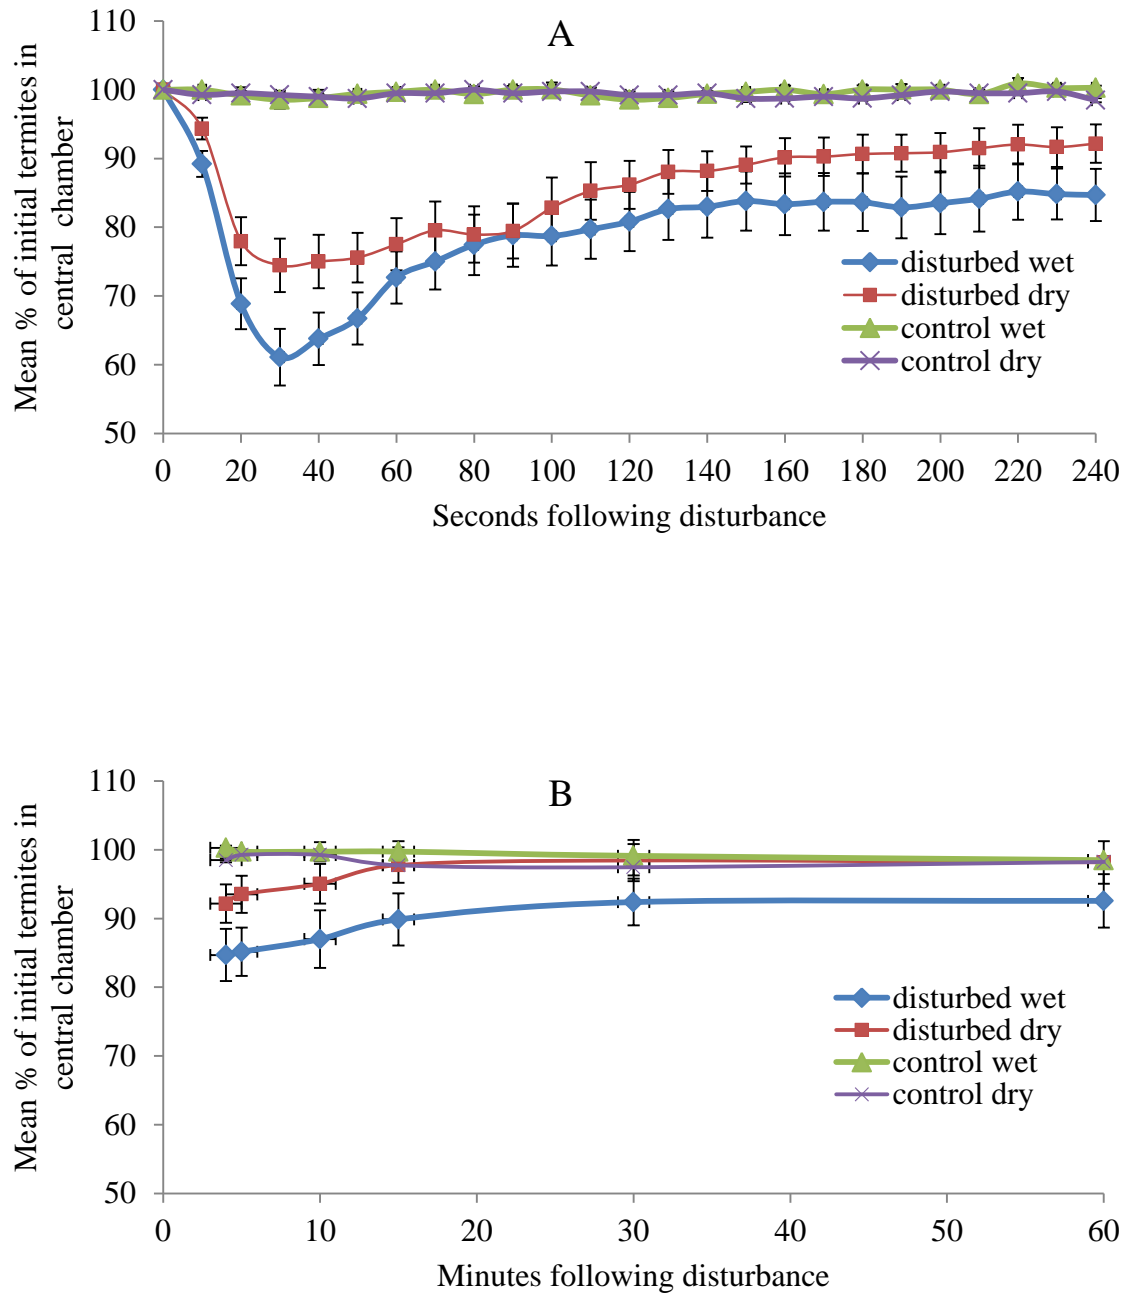 A
Mean % of initial termites in
central chamber
110
100
90
80
70
60
50
0 20 40 60 80 100 120 140 160 180 200 220 240
Seconds following disturbance
disturbed wet
disturbed dry
control wet
control dry
B
Mean % of initial termites in
central chamber
110
100
90
80
70
60
50
0 10 20 30 40 50 60
Minutes following disturbance
disturbed wet
disturbed dry
control wet
control dry